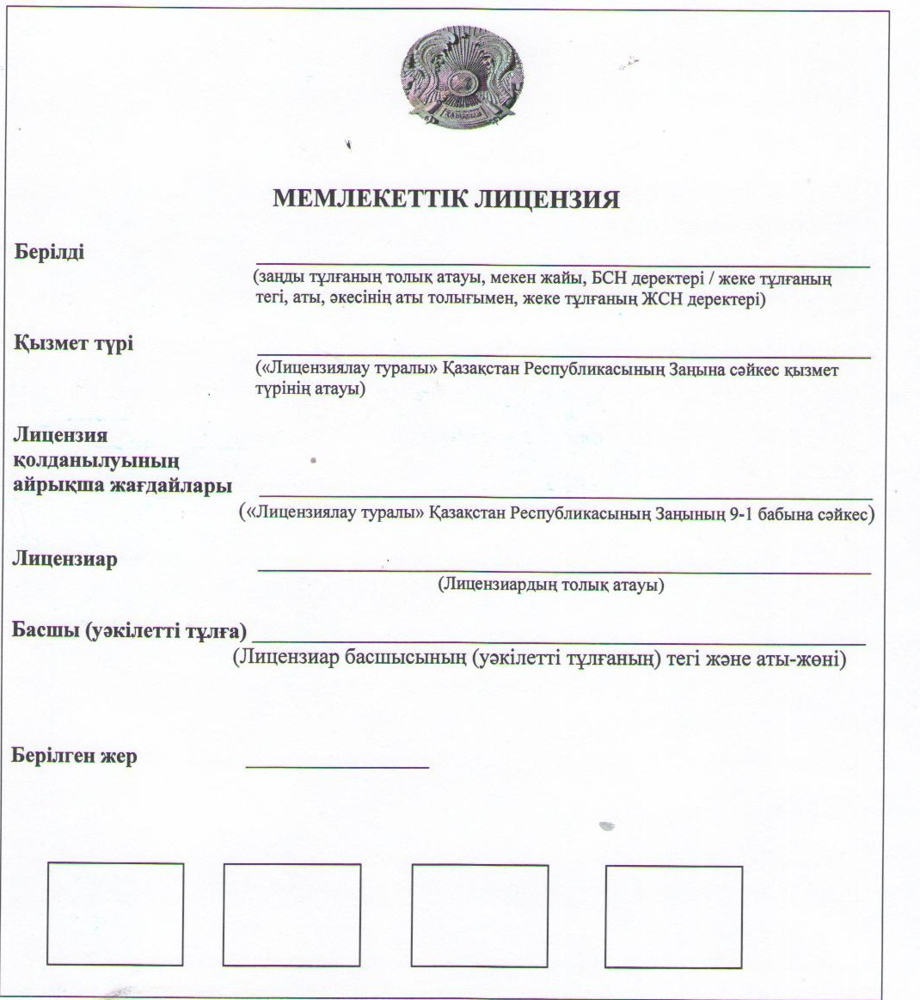 МЕМЛЕКЕТТІК ЛИЦЕНЗИЯ
Берілді
(заңды тұлғаның толық атауы, мекен жайы, БСН деректері / жеке тұлғаның
тегі, аты, әкесінің аты толығымен, жеке тұлғаның ЖСН деректері)
Қызмет түрі
(«Лицензиялау туралы» Қазақстан Республикасының Заңына сәйкес қызмет
түрінің атауы)
Лицензия
қолданылуының
айрықша жағдайлары
(«Лицензиялау туралы» Қазақстан Республикасының Заңының 9-1 бабына сәйкес)
Лицензиар
(Лицензиардың толық атауы)
Басшы (уәкілетті тұлға)
(Лицензиар басшысының (уәкілетті тұлғаның) тегі және аты-жөні)
Берілген жер